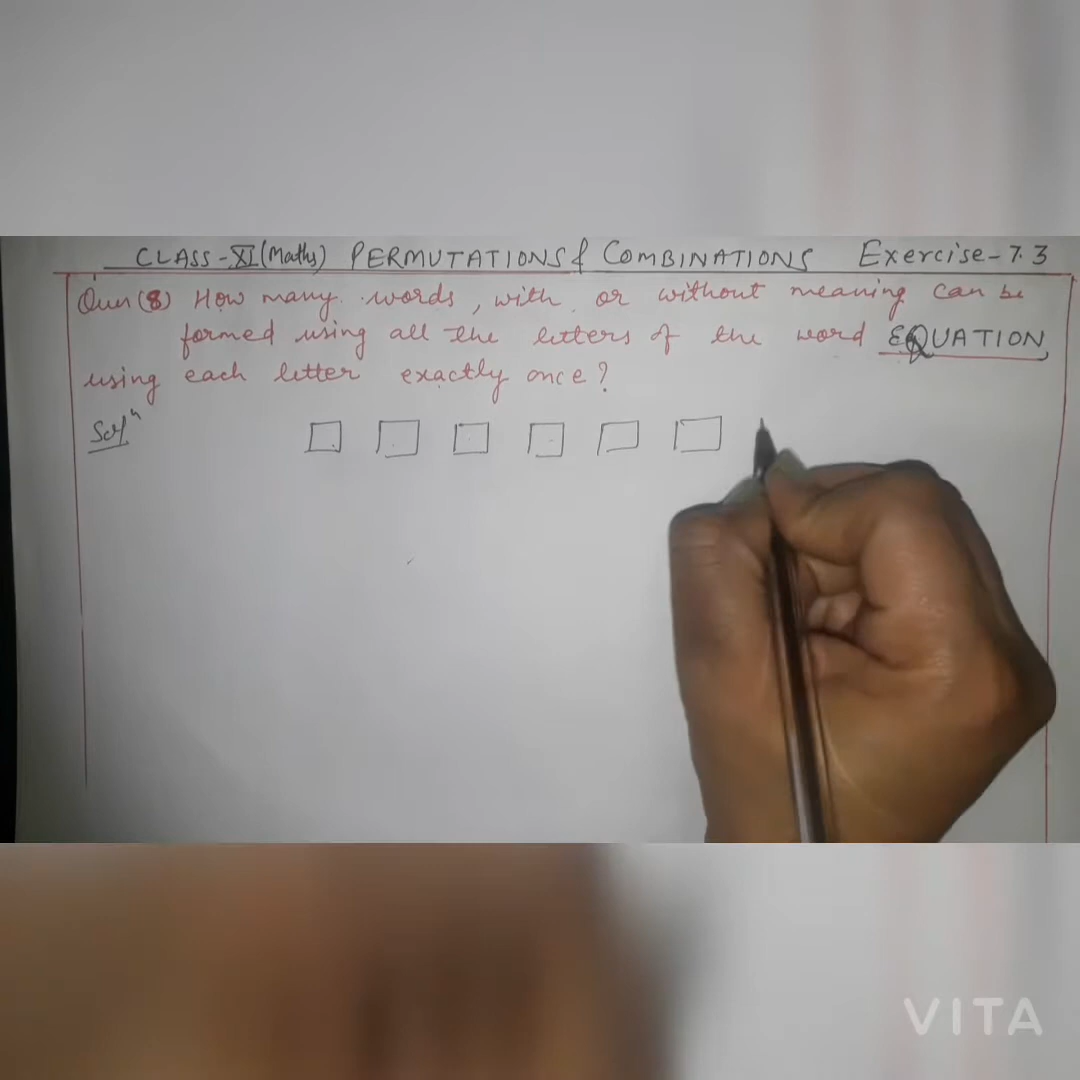 CLASS-XI (Maths) PERMUTATIONS & COMBINATIONS Exercise-7.3
Ques (8) How many words, with or without meaning can be
formed using all the letters of the word EQUATION,
using each letter exactly once?
Solⁿ
VITA